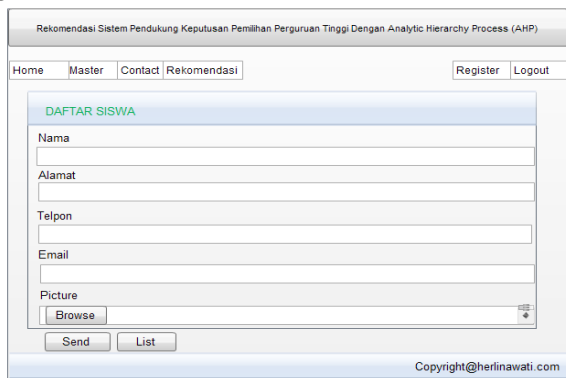 Rekomendasi Sistem Pendukung Keputusan Pemilihan Perguruan Tinggi Dengan Analytic Hierarchy Process (AHP)
Home Master Contact Rekomendasi Register Logout
DAFTAR SISWA
Nama
Alamat
Telpon
Email
Picture
Browse
Send List
Copyright@herlinawati.com